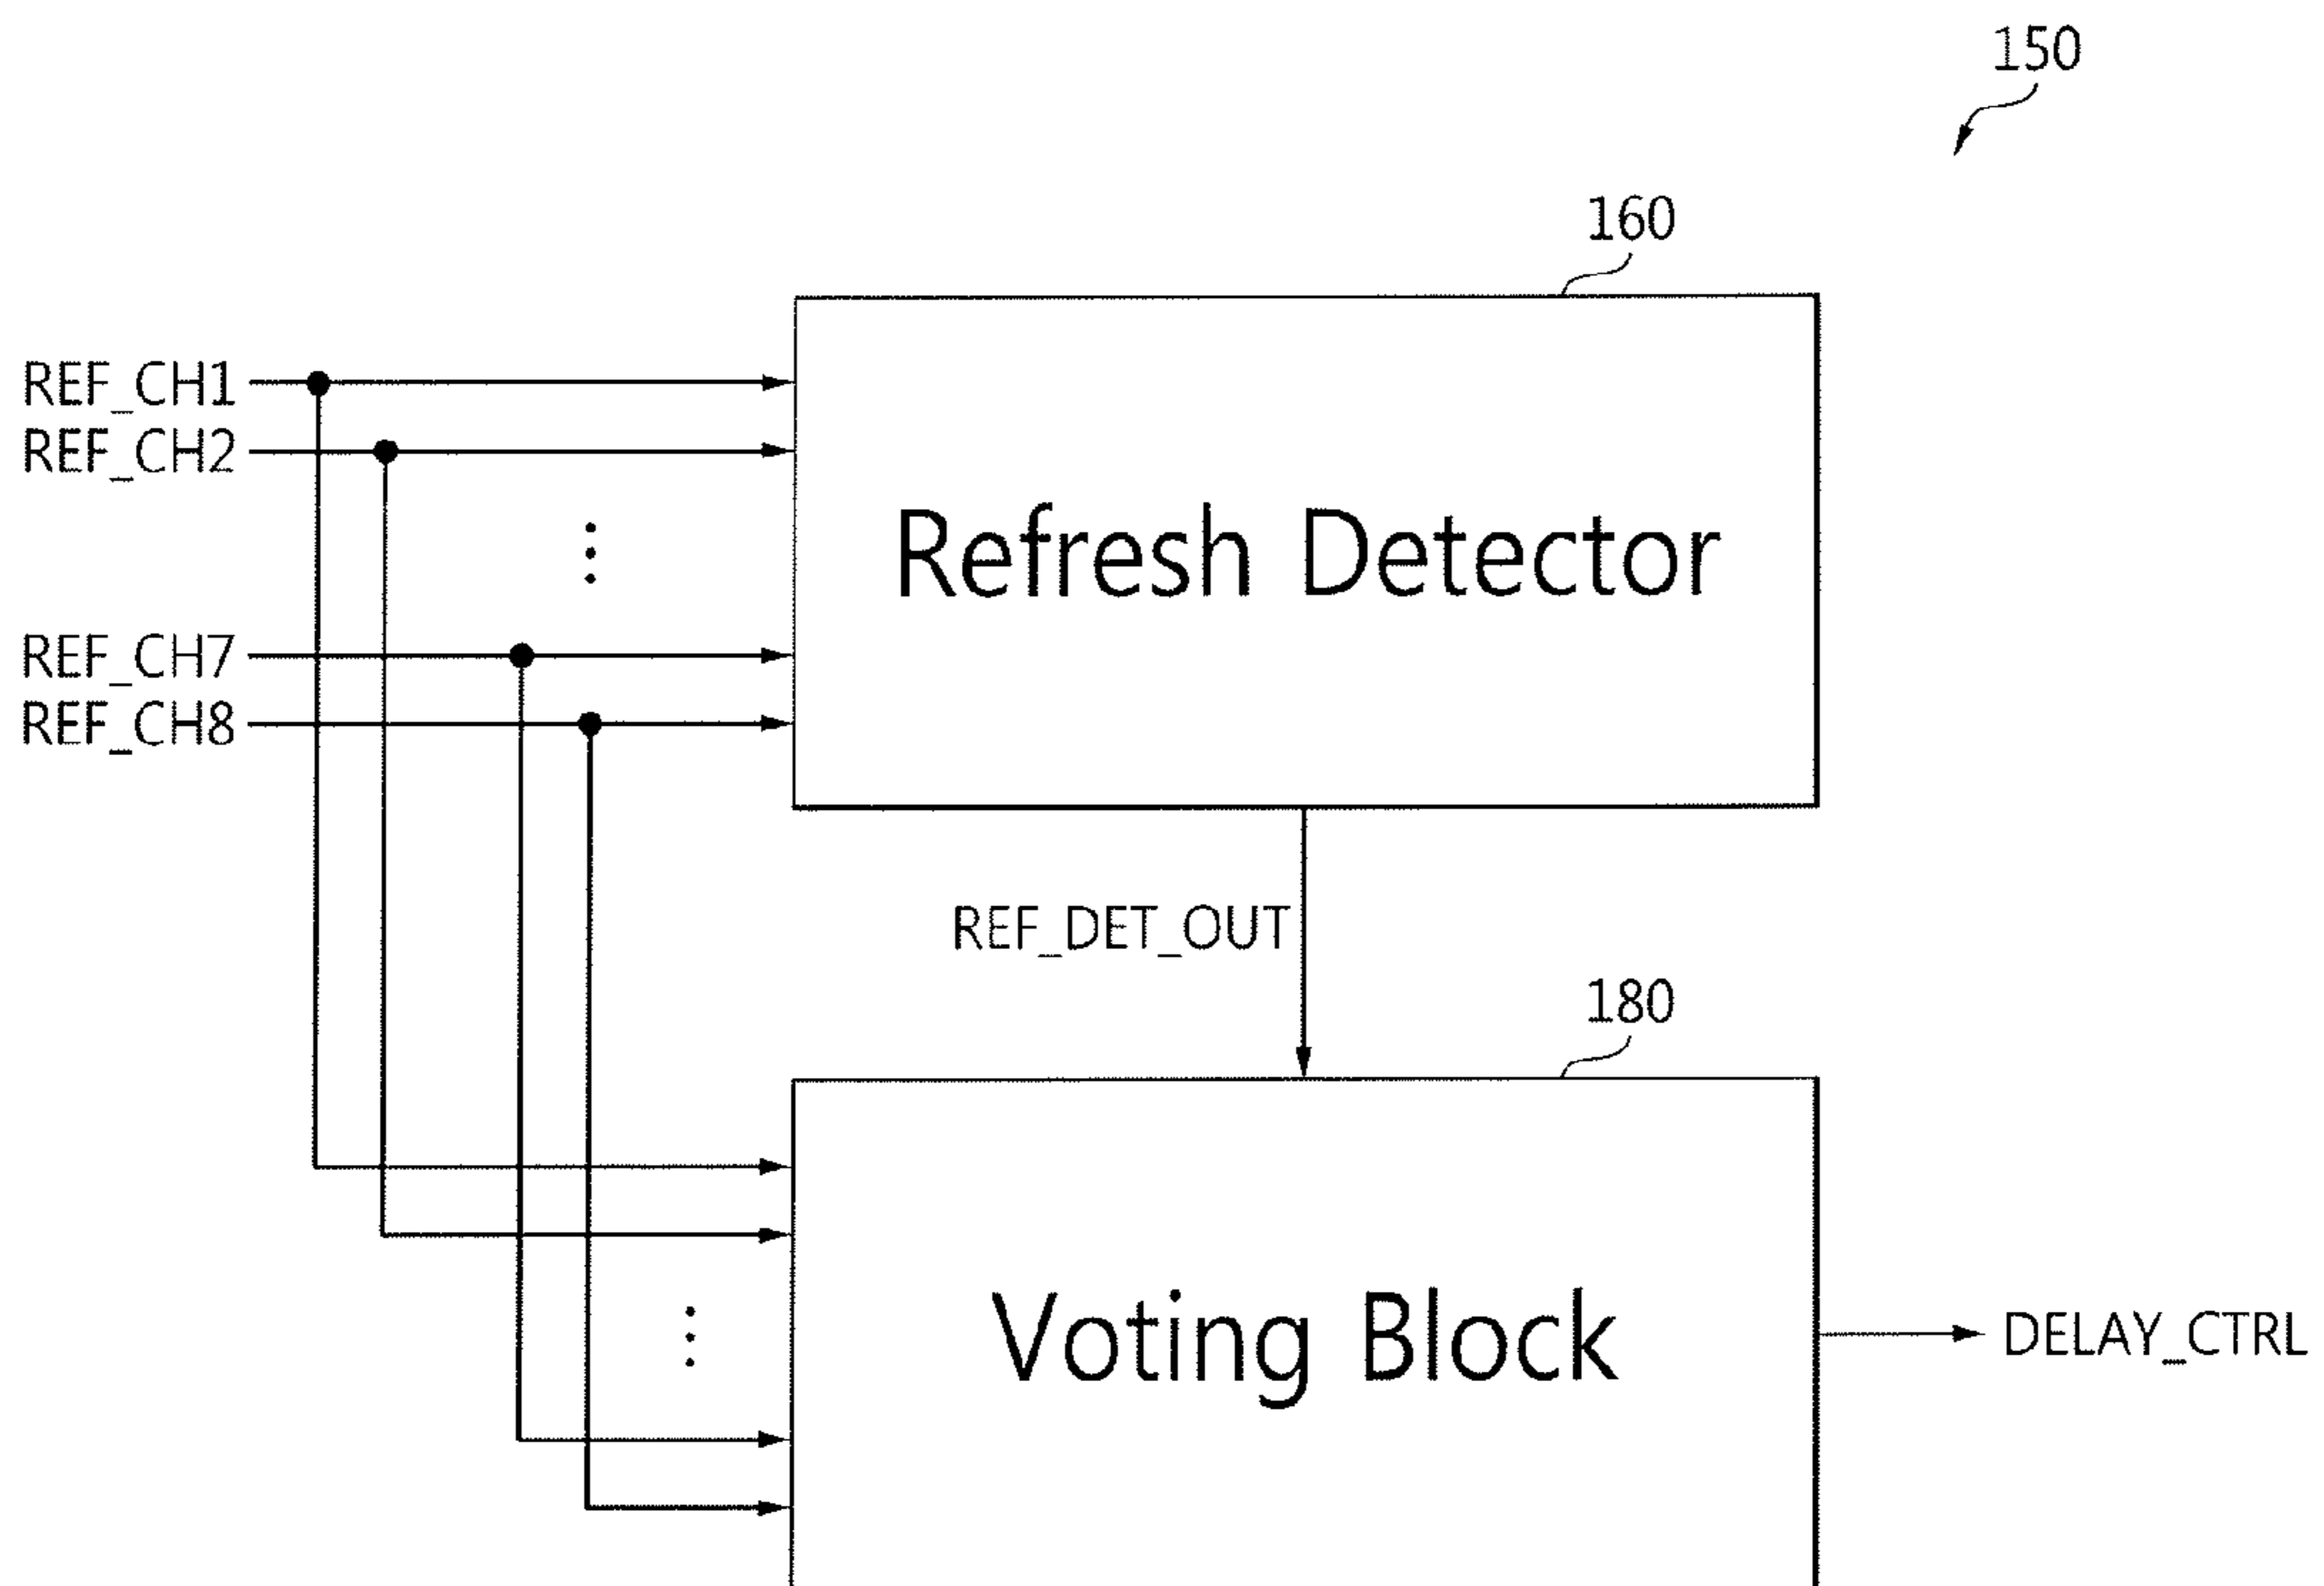 150
160
REF_CH1
REF_CH2
Refresh Detector
REF_CH7
REF_CH8
REF_DET_OUT
180
Voting Block
DELAY_CTRL